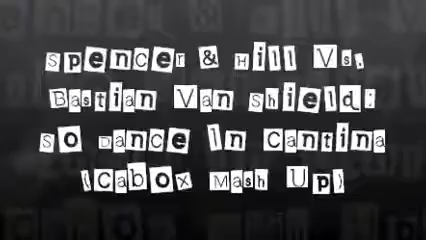 Spencer & Hill Vs.
Bastian Van Shield:
So Dance In Cantina
(Cabox Mash Up)